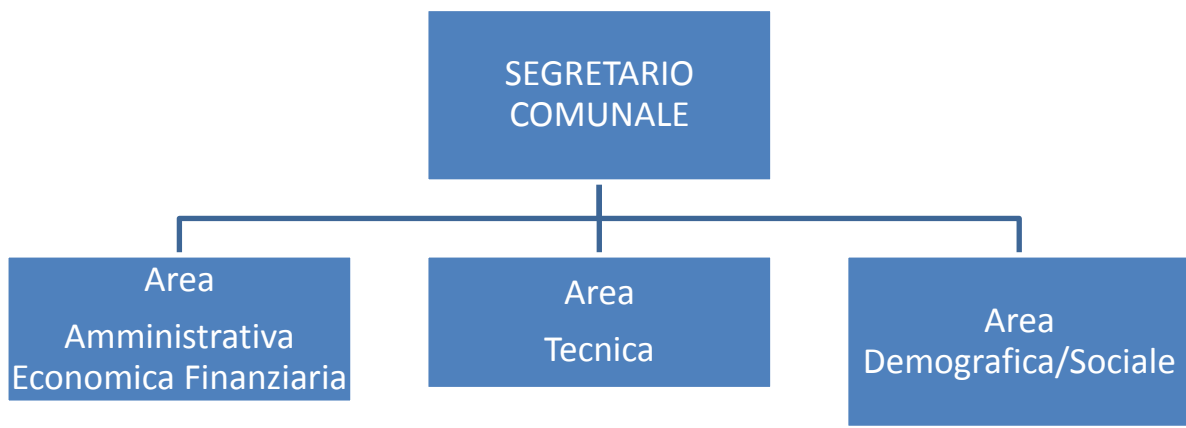 SEGRETARIO
COMUNALE
Area
Amministrativa
Economica Finanziaria
Area
Tecnica
Area
Demografica/Sociale